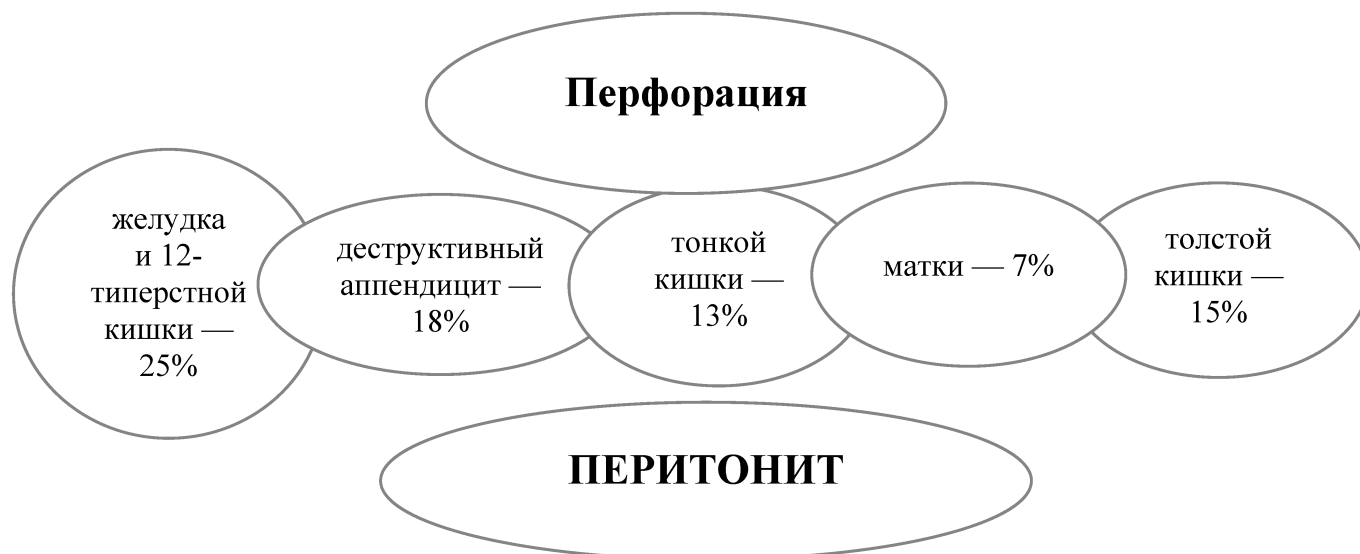 Перфорация
желудка
и 12-
типерстной
кишки —
25%
деструктивный
аппендицит —
18%
тонкой
кишки —
13%
матки — 7%
толстой
кишки —
15%
ПЕРИТОНИТ